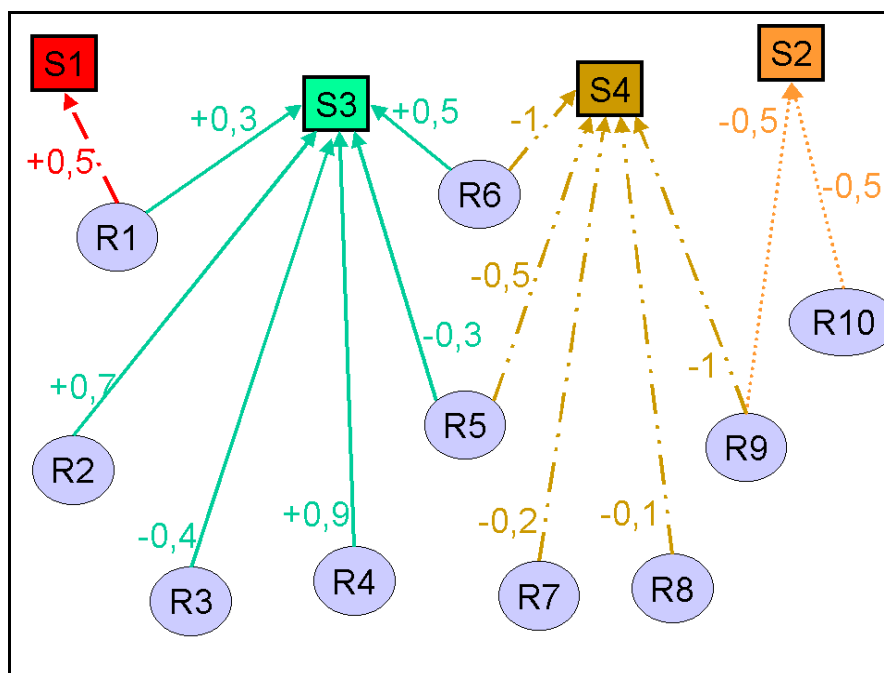 S1
S3
S4
S2
+0,3
+0,5
-1
-0,5
+0,5
-0,5
R1
R6
R10
-0,5
-0,3
-1
+0,7
R2
R5
R9
-0,4
+0,9
-0,2
-0,1
R3
R4
R7
R8